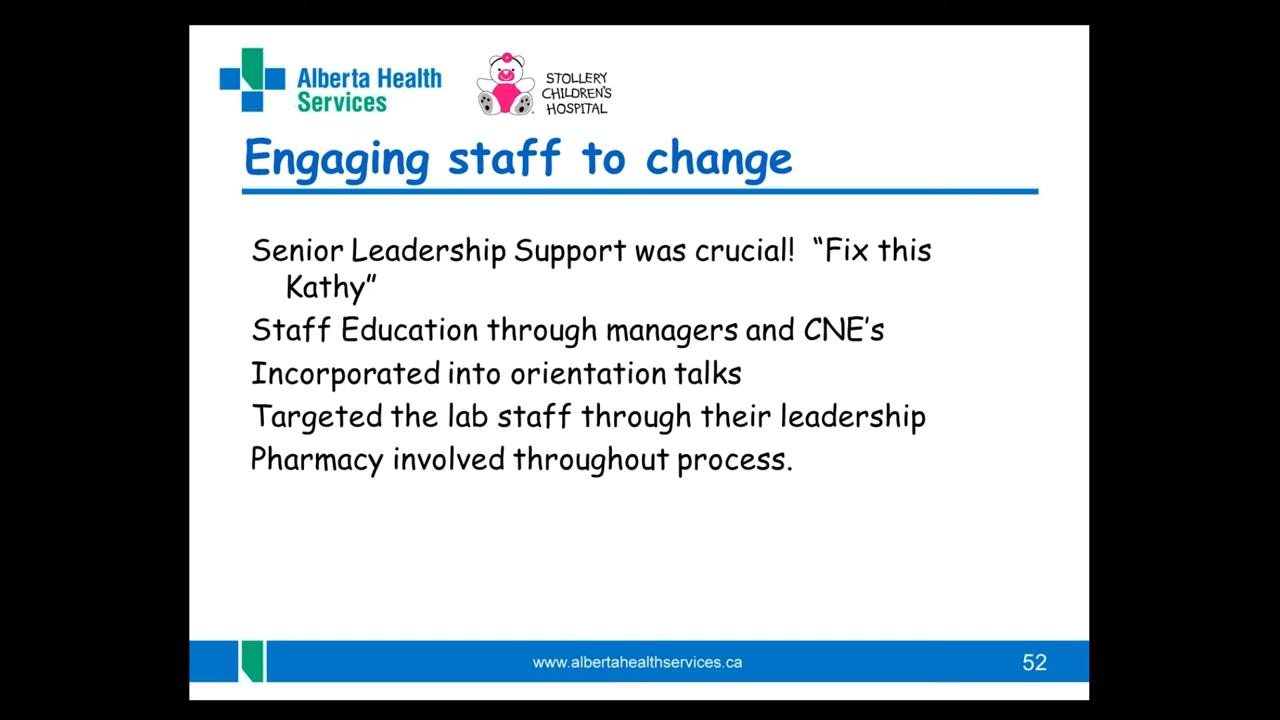 Alberta Health
Services
STOLLERY
CHILDREN'S
HOSPITAL
Engaging staff to change
Senior Leadership Support was crucial!  “Fix this
Kathy”
Staff Education through managers and CNE’s
Incorporated into orientation talks
Targeted the lab staff through their leadership
Pharmacy involved throughout process.
www.albertahealthservices.ca
52